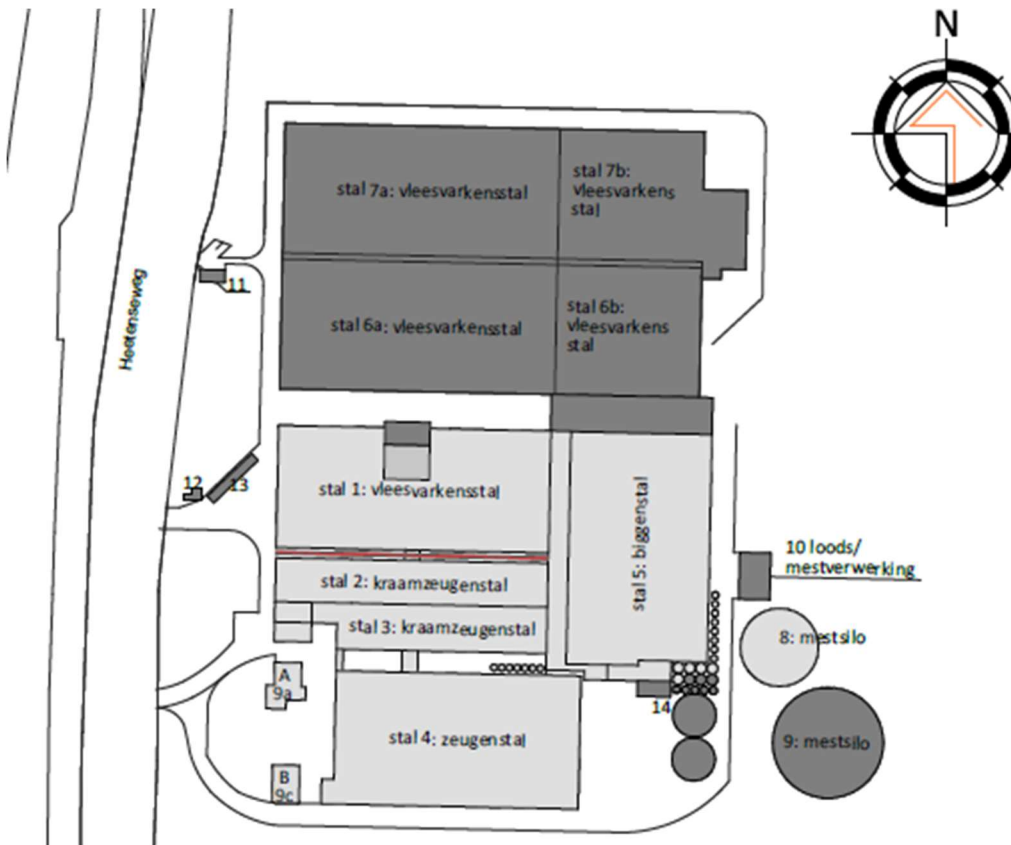 N
stal 7a: vleesvarkensstal
stal 7b:
vleesvarkens
stal
11
Heetenseweg
stal 6a: vleesvarkensstal
stal 6b:
vleesvarkens
stal
12
13
stal 1: vleesvarkensstal
stal 5: biggenstal
10 loods/
mestverwerking
stal 2: kraamzeugenstal
stal 3: kraamzeugenstal
8: mestsilo
A
9a
14
stal 4: zeugenstal
9: mestsilo
B
9c